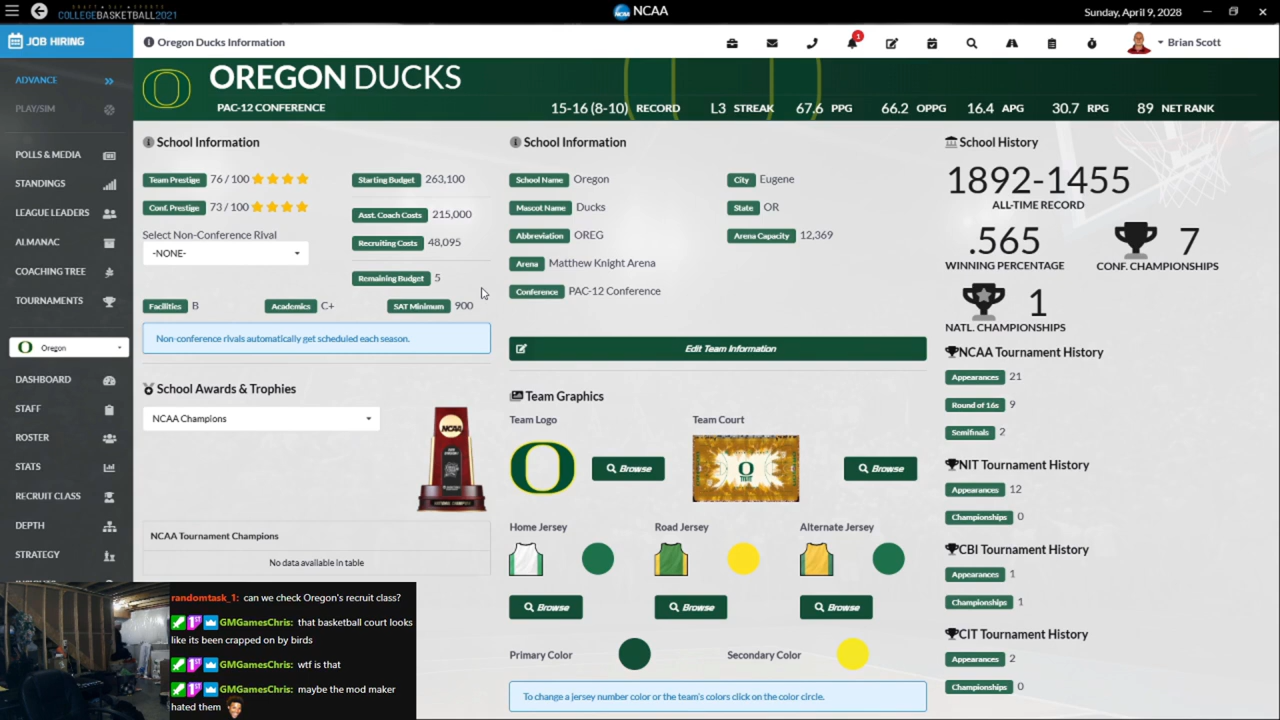 DRAFT DAY SPORTS
COLLEGEBASKETBALL2021
NCAA
Sunday, April 9, 2028
JOB HIRING
Oregon Ducks Information
1
Brian Scott
ADVANCE
PLAY/SIM
POLLS & MEDIA
STANDINGS
LEAGUE LEADERS
ALMANAC
COACHING TREE
TOURNAMENTS
Oregon
DASHBOARD
STAFF
ROSTER
STATS
RECRUIT CLASS
DEPTH
STRATEGY
OREGON DUCKS
PAC-12 CONFERENCE
15-16 (8-10) RECORD L3 STREAK 67.6 PPG 66.2 OPPG 16.4 APG 30.7 RPG 89 NET RANK
School Information
Team Prestige 76 / 100
Conf. Prestige 73 / 100
Select Non-Conference Rival
-NONE-
Starting Budget 263,100
Asst. Coach Costs 215,000
Recruiting Costs 48,095
Remaining Budget 5
Facilities B Academics C+ SAT Minimum 900
Non-conference rivals automatically get scheduled each season.
School Awards & Trophies
NCAA Champions
NCAA
NCAA Tournament Champions
No data available in table
School Information
School Name Oregon
Mascot Name Ducks
Abbreviation OREG
Arena Matthew Knight Arena
Conference PAC-12 Conference
City Eugene
State OR
Arena Capacity 12,369
Edit Team Information
Team Graphics
Team Logo
Browse
Team Court
Browse
Home Jersey
Road Jersey
Alternate Jersey
Browse
Browse
Browse
Primary Color
Secondary Color
To change a jersey number color or the team's colors click on the color circle.
School History
1892-1455
ALL-TIME RECORD
.565
WINNING PERCENTAGE
7
CONF. CHAMPIONSHIPS
1
NATL. CHAMPIONSHIPS
NCAA Tournament History
Appearances 21
Round of 16s 9
Semifinals 2
NIT Tournament History
Appearances 12
Championships 0
CBI Tournament History
Appearances 1
Championships 1
CIT Tournament History
Appearances 2
Championships 0
randomtask_1: can we check Oregon's recruit class?
GMGamesChris: that basketball court looks
like its been crapped on by birds
GMGamesChris: wtf is that
GMGamesChris: maybe the mod maker
hated them